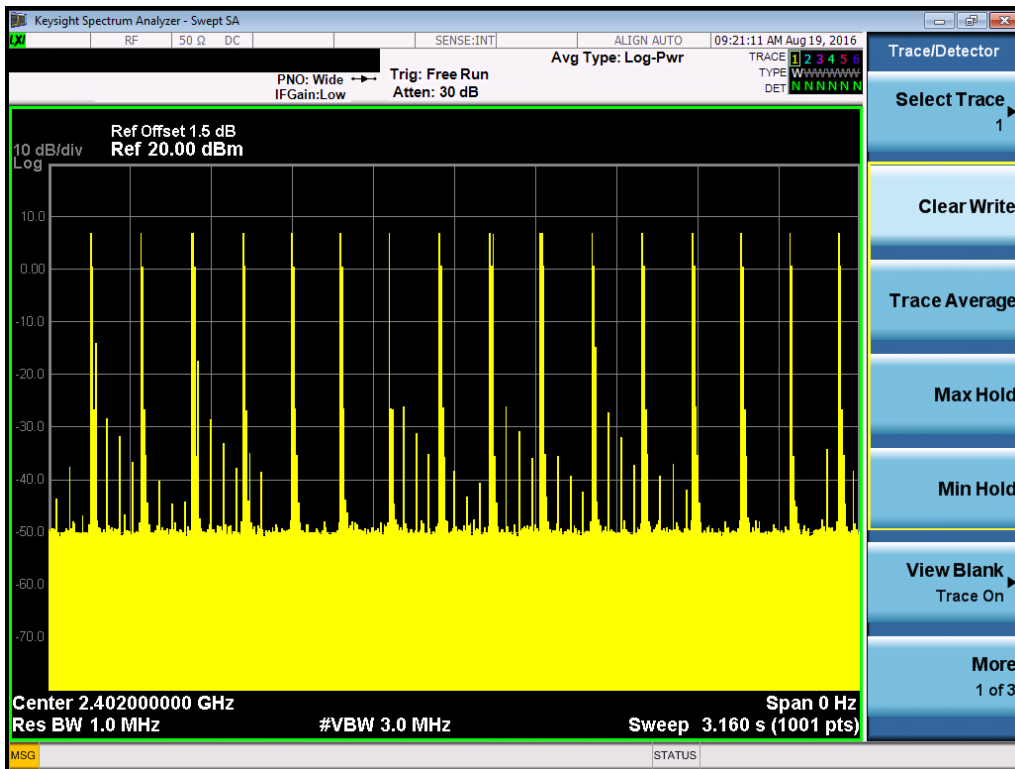 Keysight Spectrum Analyzer - Swept SA
LXI RF 50 Ω DC SENSE:INT ALIGN AUTO 09:21:11 AM Aug 19, 2016
PNO: Wide
IFGain:Low
Trig: Free Run
Atten: 30 dB
Avg Type: Log-Pwr
TRACE 1 2 3 4 5 6
TYPE WWWWWW
DET N N N N N N
Ref Offset 1.5 dB
10 dB/div Ref 20.00 dBm
Log
10.0
0.00
-10.0
-20.0
-30.0
-40.0
-50.0
-60.0
-70.0
Center 2.402000000 GHz Span 0 Hz
Res BW 1.0 MHz #VBW 3.0 MHz Sweep 3.160 s (1001 pts)
MSG STATUS
Trace/Detector
Select Trace
1
Clear Write
Trace Average
Max Hold
Min Hold
View Blank
Trace On
More
1 of 3